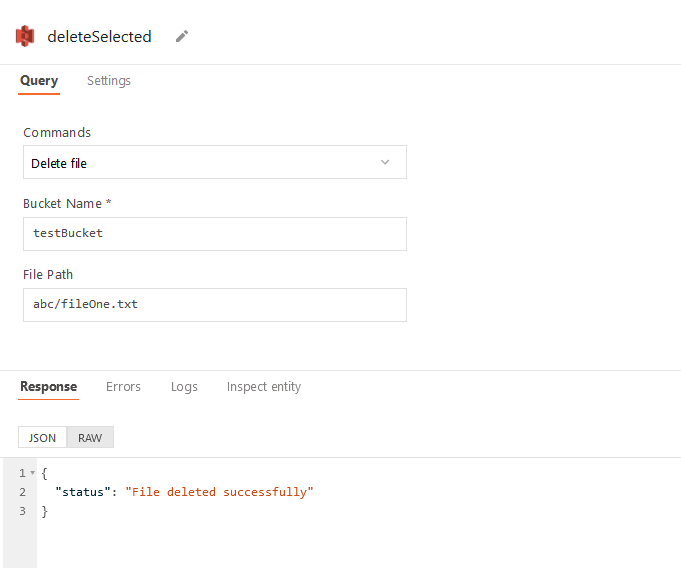 deleteSelected
Query Settings
Commands
Delete file
Bucket Name *
testBucket
File Path
abc/fileOne.txt
Response Errors Logs Inspect entity
JSON RAW
1 {
2 "status": "File deleted successfully"
3 }